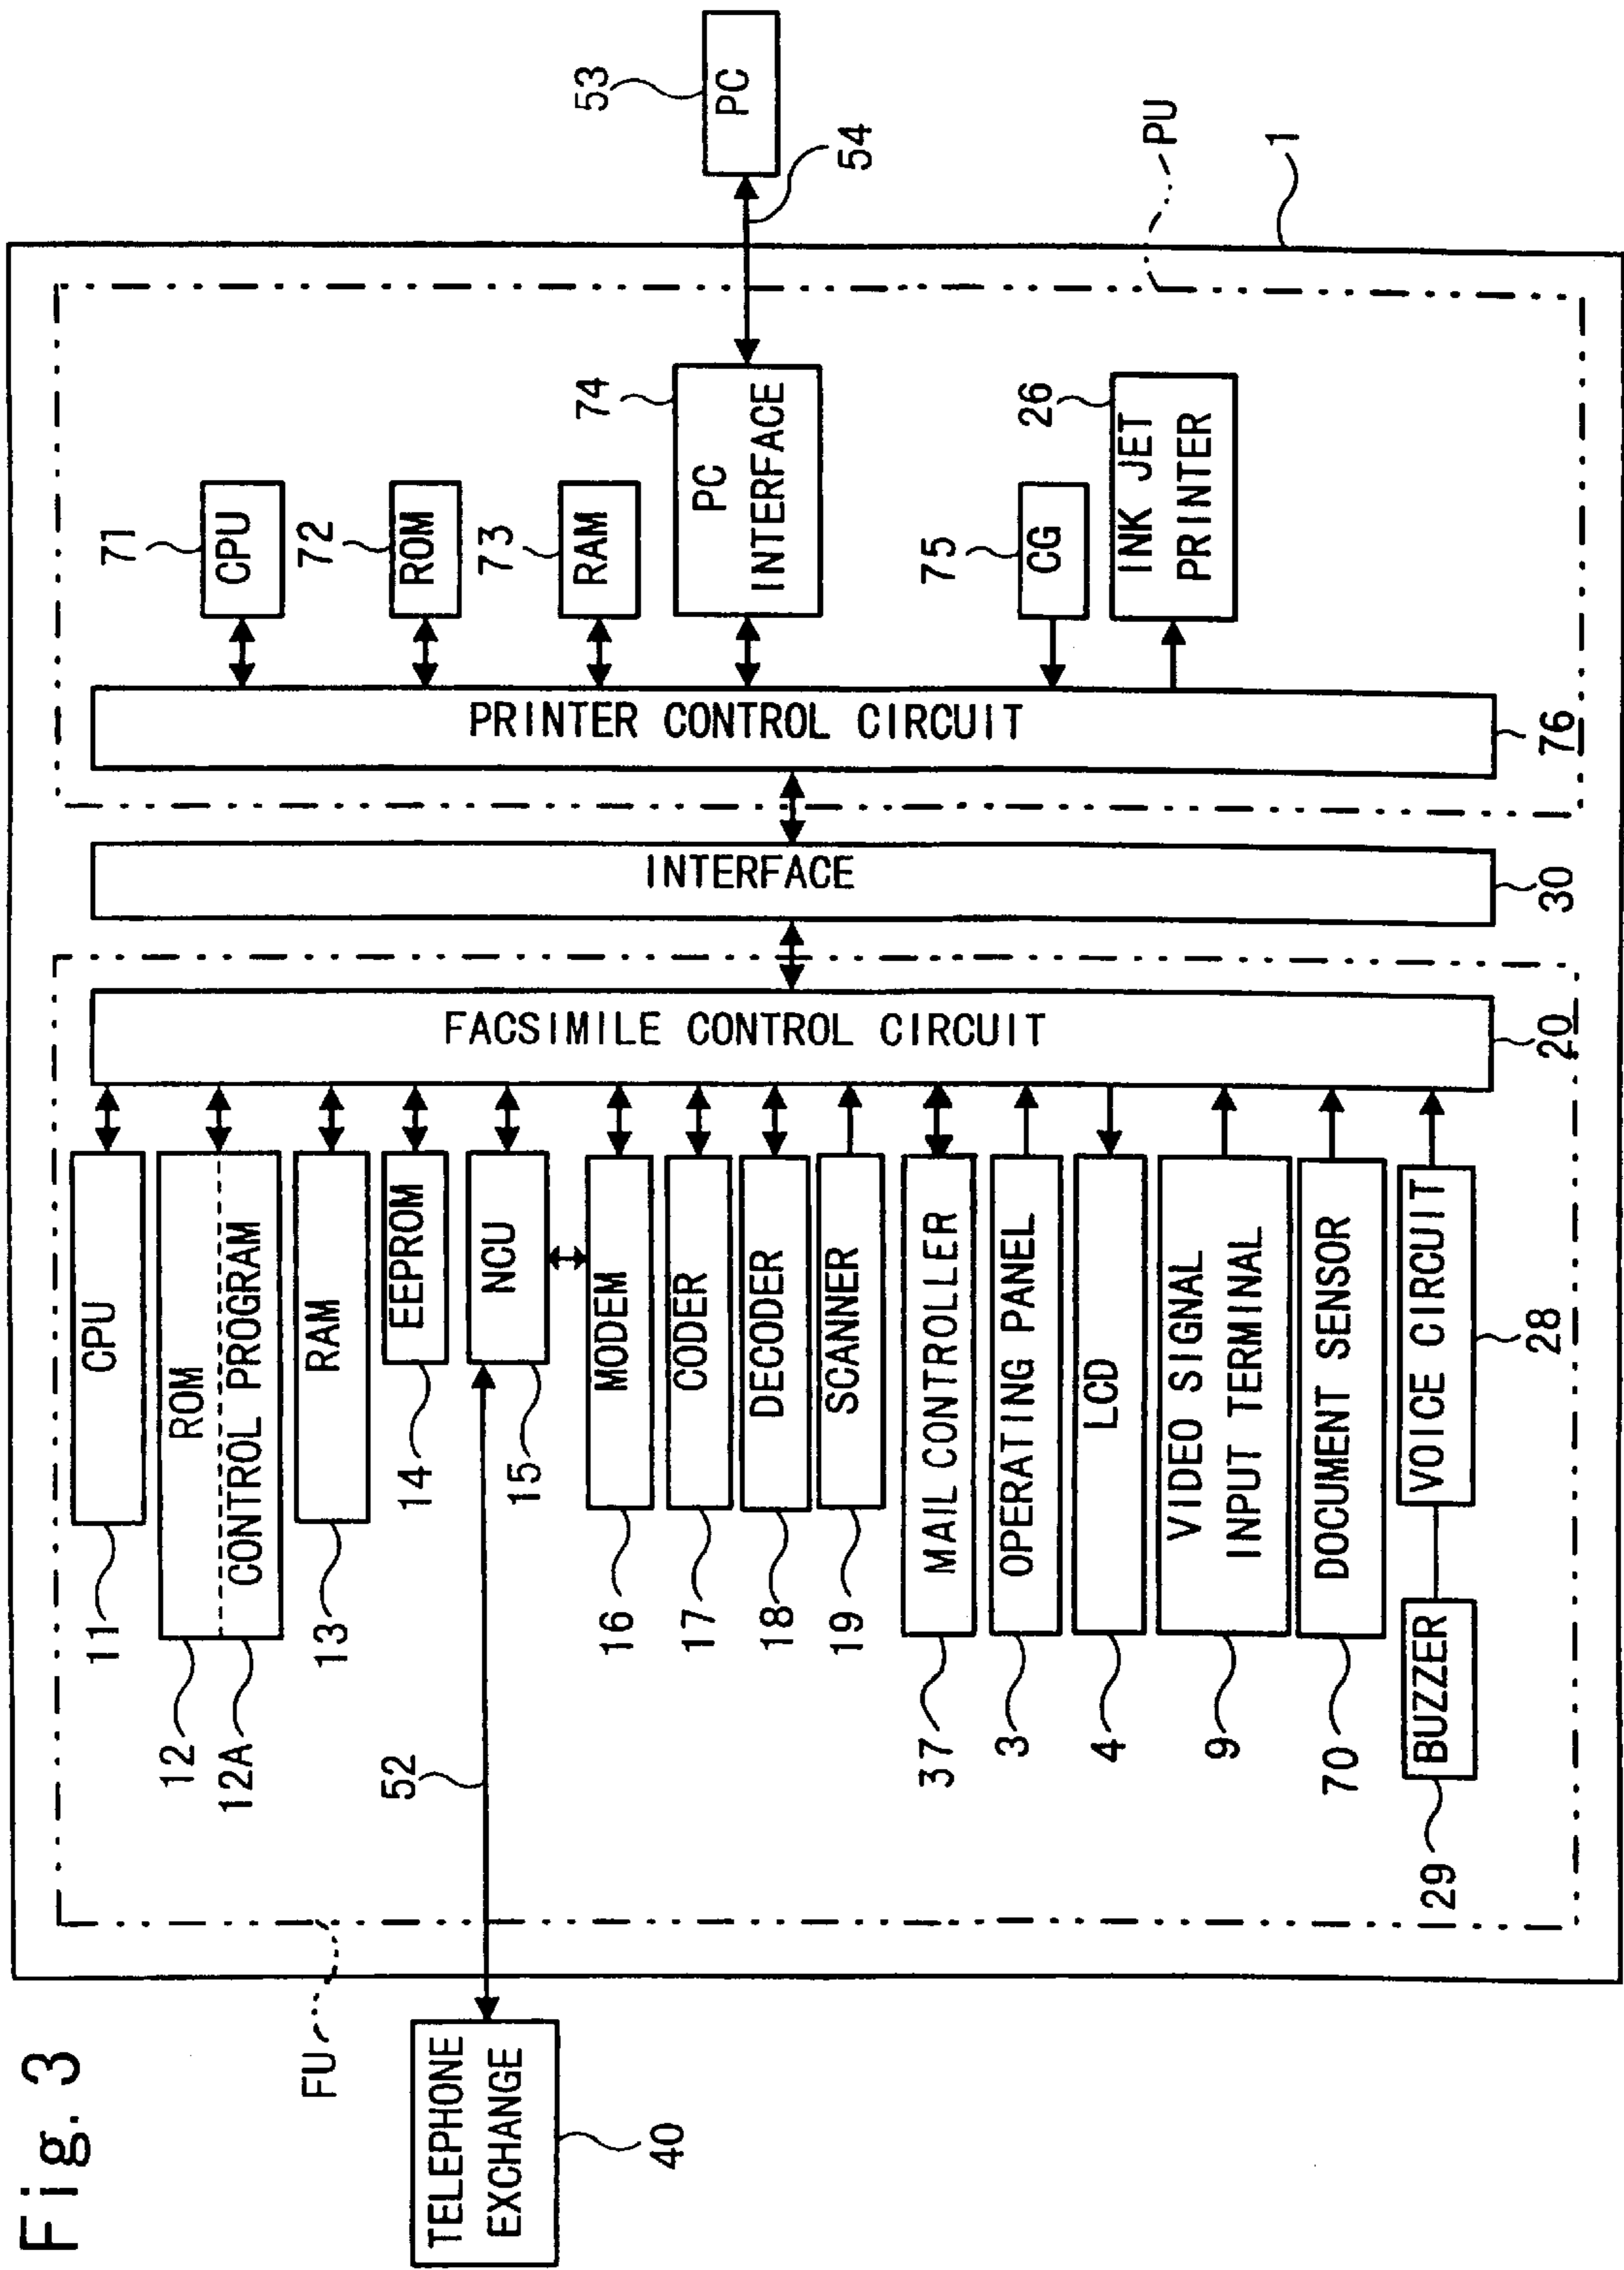 Fig. 3
FU
TELEPHONE
EXCHANGE
40
52
11
CPU
12
ROM
12A
CONTROL PROGRAM
13
RAM
14
EEPROM
15
NCU
16
MODEM
17
CODER
18
DECODER
19
SCANNER
37
MAIL CONTROLLER
3
OPERATING PANEL
4
LCD
9
VIDEO SIGNAL
INPUT TERMINAL
70
DOCUMENT SENSOR
29
BUZZER
VOICE CIRCUIT
28
FACSIMILE CONTROL CIRCUIT
20
INTERFACE
30
PRINTER CONTROL CIRCUIT
76
71
CPU
72
ROM
73
RAM
74
PC
INTERFACE
75
CG
26
INK JET
PRINTER
53
PC
54
PU
1